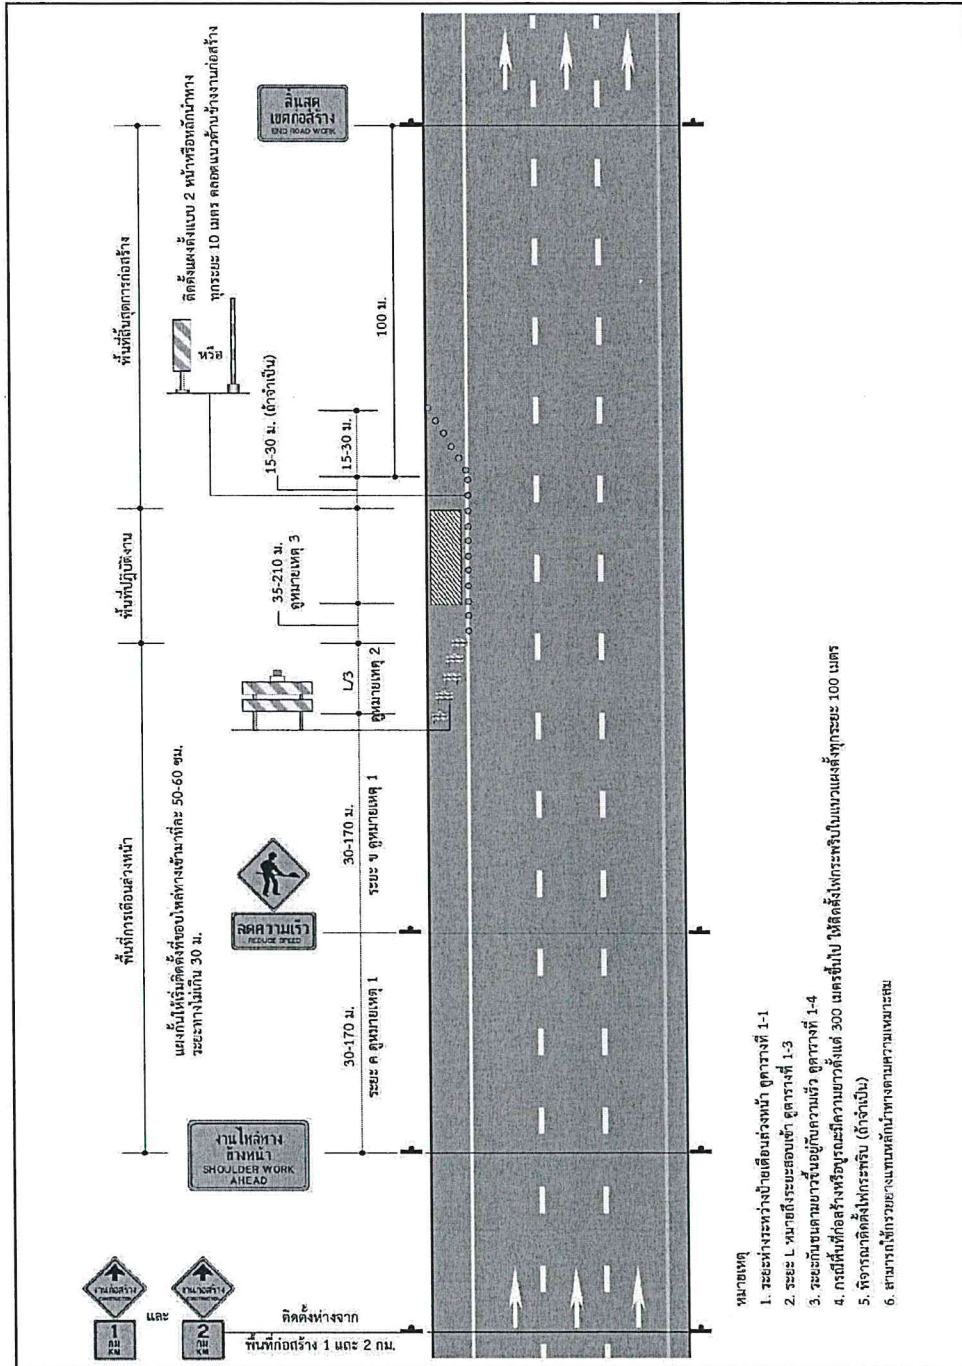 พื้นที่การเตือนล่วงหน้า
พื้นที่ปฏิบัติงาน
พื้นที่สิ้นสุดการก่อสร้าง
งานก่อสร้าง
CONSTRUCTION
1
กม
KM
และ
งานก่อสร้าง
CONSTRUCTION
2
กม
KM
ติดตั้งห่างจาก
พื้นที่ก่อสร้าง 1 และ 2 กม.
งานไหล่ทาง
ข้างหน้า
SHOULDER WORK
AHEAD
แผงกั้นให้เริ่มติดตั้งที่ขอบไหล่ทางเข้ามาที่ละ 50-60 ซม.
ระยะทางไม่เกิน 30 ม.
ลดความเร็ว
REDUCE SPEED
30-170 ม.
ระยะ ค ดูหมายเหตุ 1
30-170 ม.
ระยะ ข ดูหมายเหตุ 1
L/3
ดูหมายเหตุ 2
35-210 ม.
ดูหมายเหตุ 3
15-30 ม. (ถ้าจำเป็น)
15-30 ม.
100 ม.
หรือ
ติดตั้งแผงตั้งแบบ 2 หน้าหรือหลักนำทาง
ทุกระยะ 10 เมตร ตลอดแนวด้านข้างงานก่อสร้าง
สิ้นสุด
เขตก่อสร้าง
END ROAD WORK
หมายเหตุ
1. ระยะห่างระหว่างป้ายเตือนล่วงหน้า ดูตารางที่ 1-1
2. ระยะ L หมายถึงระยะสอบเข้า ดูตารางที่ 1-3
3. ระยะกันชนตามยาวขึ้นอยู่กับความเร็ว ดูตารางที่ 1-4
4. กรณีพื้นที่ก่อสร้างหรือบูรณะมีความยาวตั้งแต่ 300 เมตรขึ้นไป ให้ติดตั้งไฟกระพริบในแนวแผงตั้งทุกระยะ 100 เมตร
5. พิจารณาติดตั้งไฟกระพริบ (ถ้าจำเป็น)
6. สามารถใช้กรวยยางแทนหลักนำทางตามความเหมาะสม